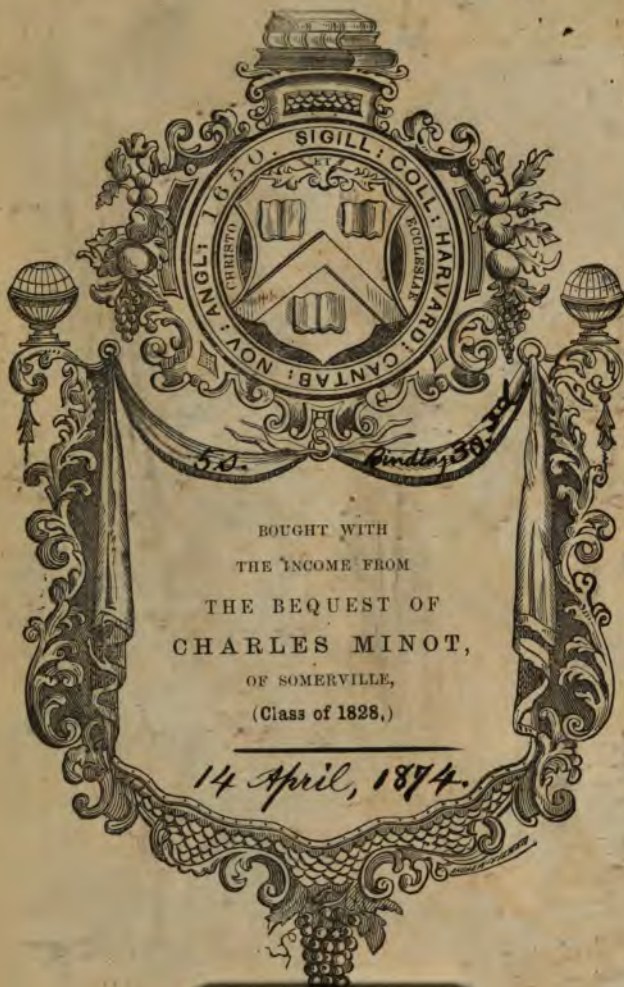 SIGILL: COLL: HARVARD: CANTAB: NOV: ANGL: 1650.
ET
CHRISTO
ECCLESIAE
5 s.
Binding, 30.
BOUGHT WITH
THE INCOME FROM
THE BEQUEST OF
CHARLES MINOT,
OF SOMERVILLE,
(Class of 1828,)
14 April, 1874.